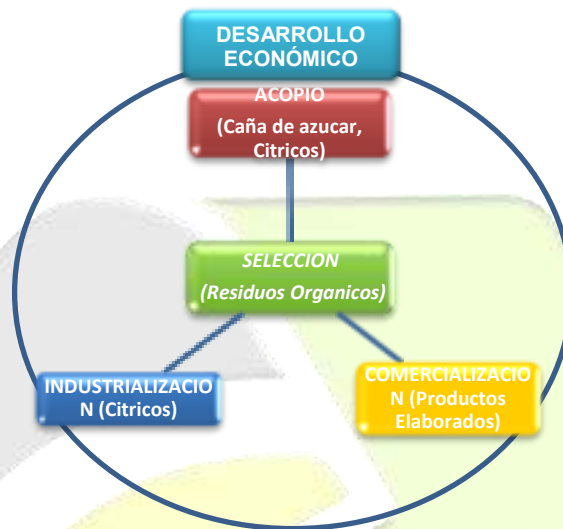 DESARROLLO
ECONÓMICO
ACOPIO
(Caña de azucar,
Citricos)
SELECCION
(Residuos Organicos)
INDUSTRIALIZACIO
N (Citricos)
COMERCIALIZACIO
N (Productos
Elaborados)